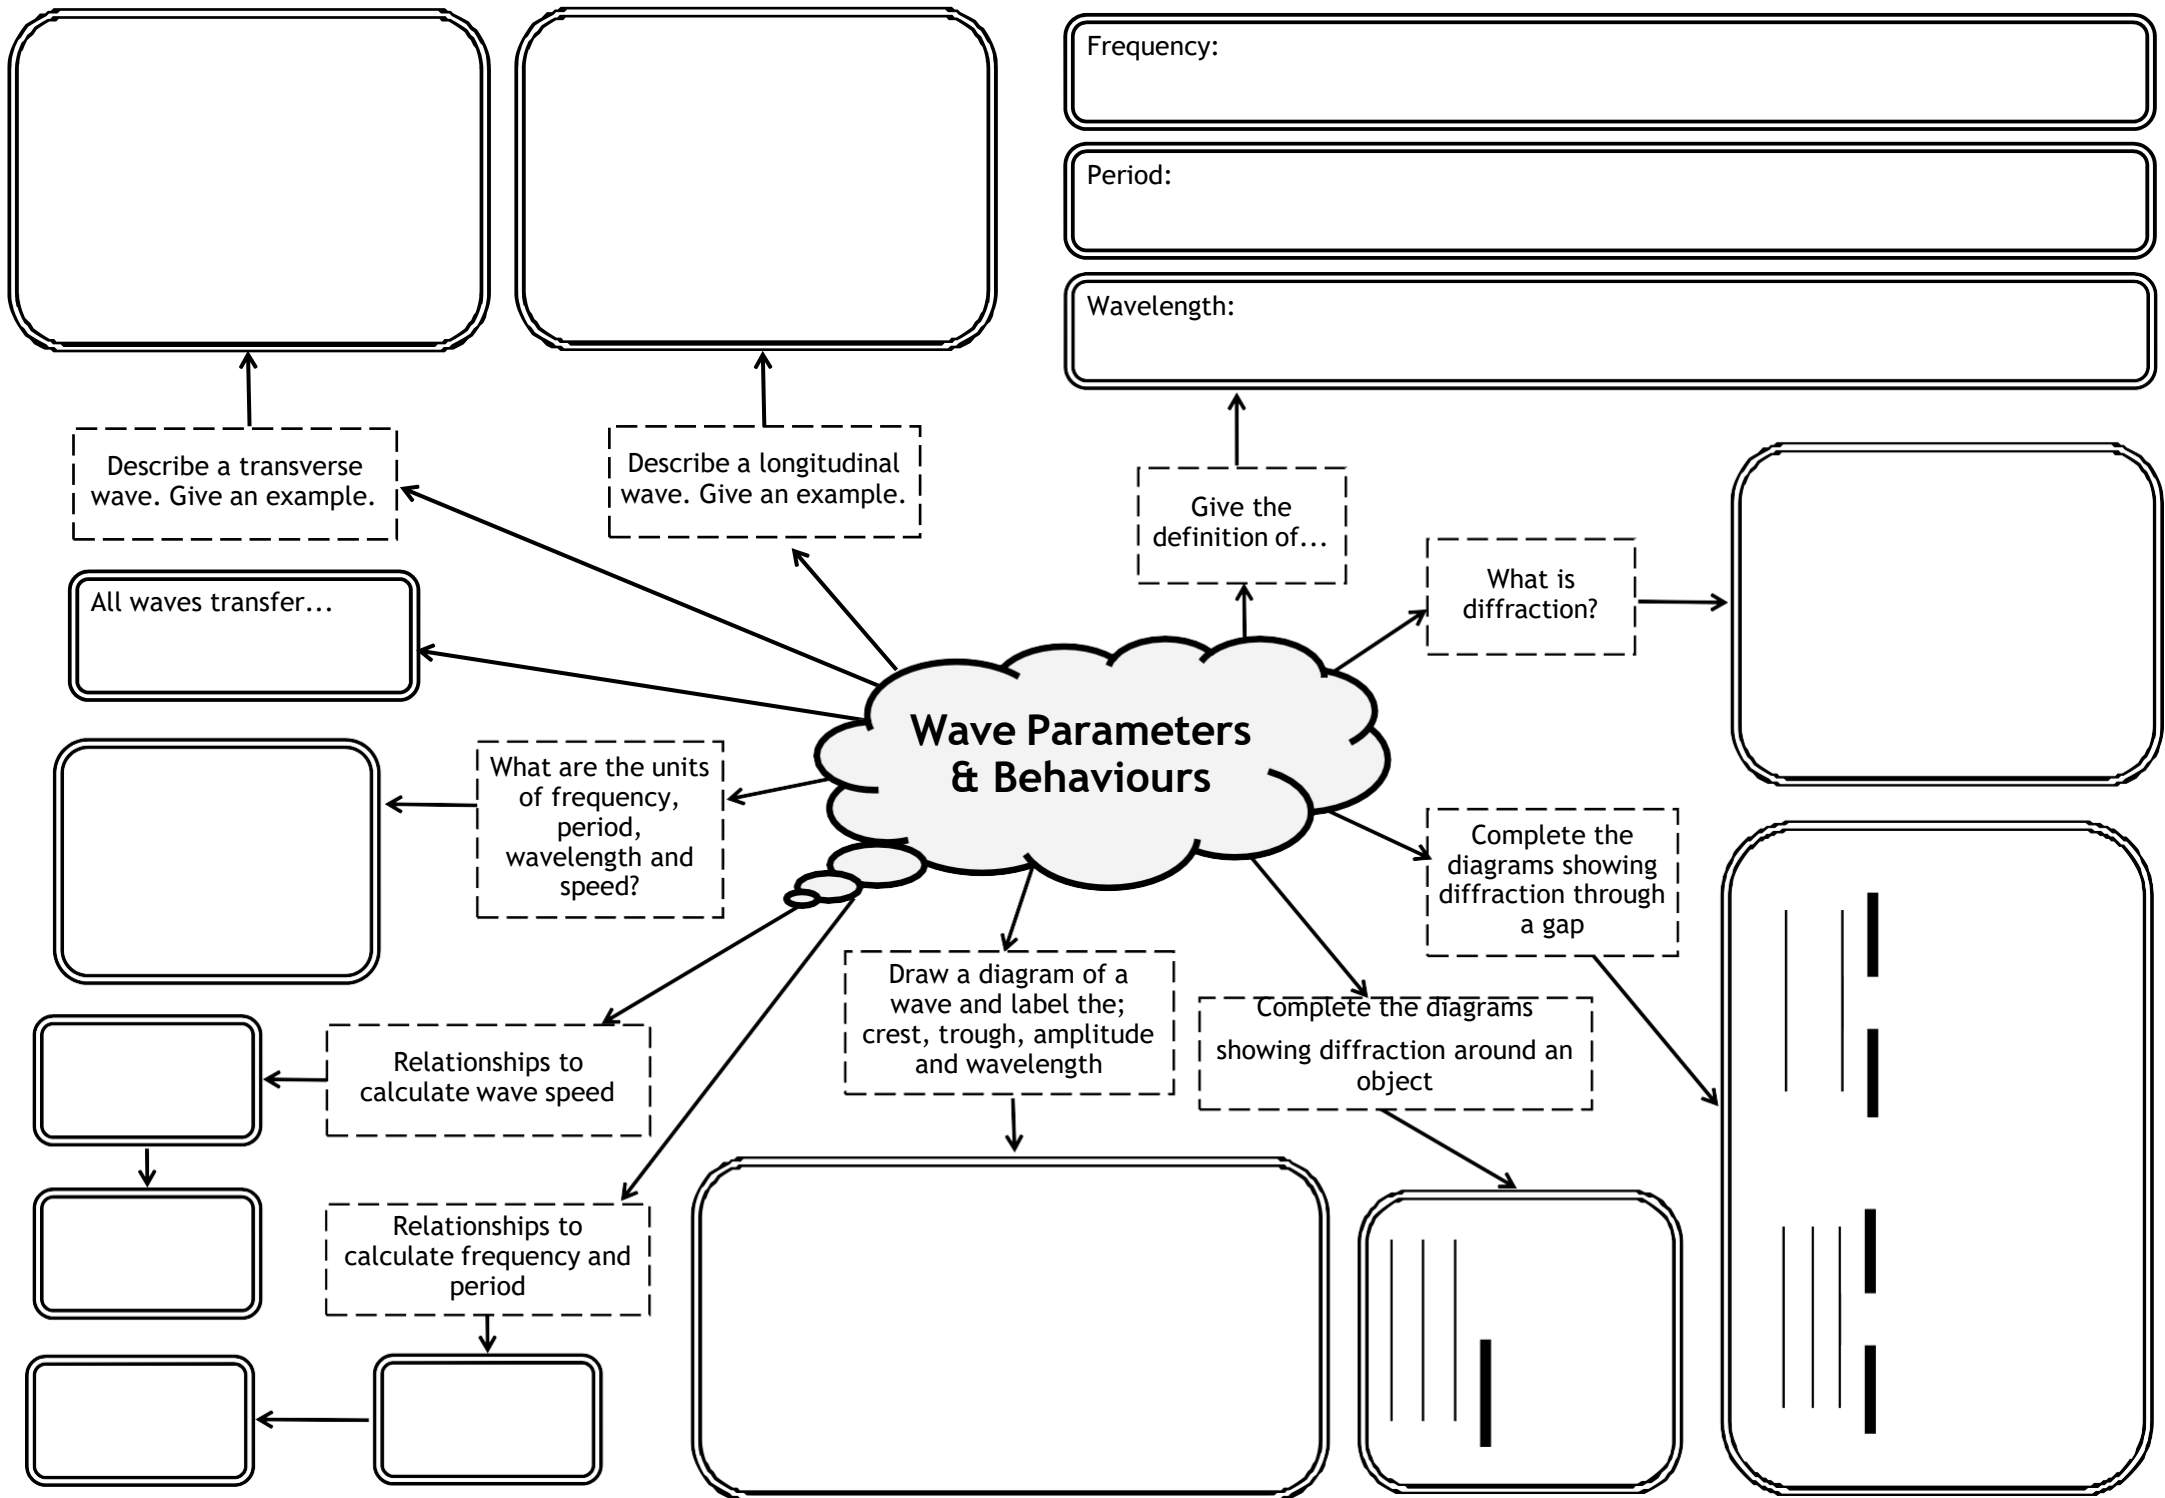 Frequency:
Period:
Wavelength:
Describe a transverse
wave. Give an example.
Describe a longitudinal
wave. Give an example.
Give the
definition of...
What is
diffraction?
All waves transfer...
Wave Parameters
& Behaviours
What are the units
of frequency,
period,
wavelength and
speed?
Complete the
diagrams showing
diffraction through
a gap
Draw a diagram of a
wave and label the;
crest, trough, amplitude
and wavelength
Complete the diagrams
showing diffraction around an
object
Relationships to
calculate wave speed
Relationships to
calculate frequency and
period